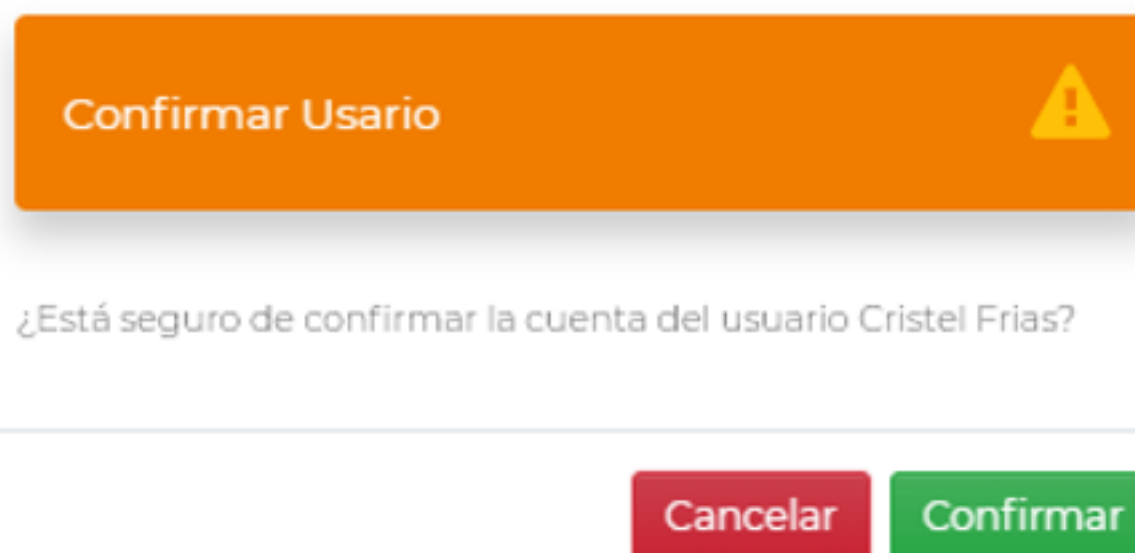 Confirmar Usario
¿Está seguro de confirmar la cuenta del usuario Cristel Frias?
Cancelar Confirmar